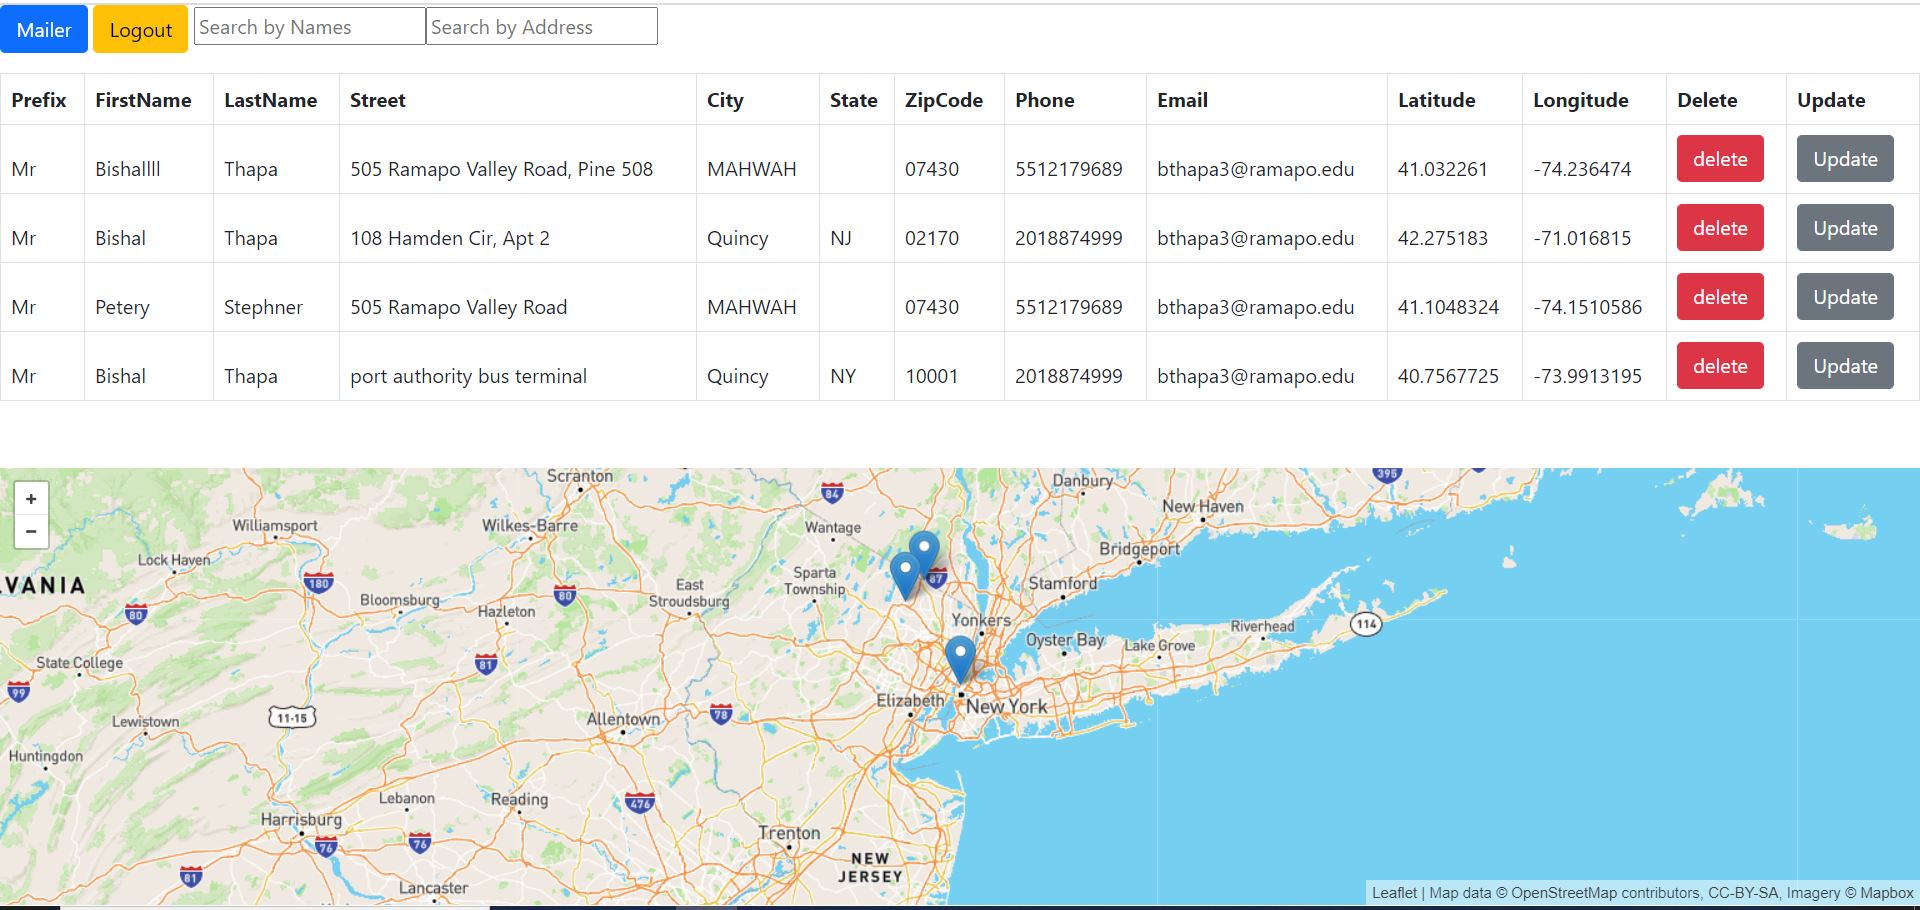 Mailer Logout Search by Names Search by Address
Prefix FirstName LastName Street City State ZipCode Phone Email Latitude Longitude Delete Update
Mr Bishallll Thapa 505 Ramapo Valley Road, Pine 508 MAHWAH 07430 5512179689 bthapa3@ramapo.edu 41.032261 -74.236474 delete Update
Mr Bishal Thapa 108 Hamden Cir, Apt 2 Quincy NJ 02170 2018874999 bthapa3@ramapo.edu 42.275183 -71.016815 delete Update
Mr Petery Stephner 505 Ramapo Valley Road MAHWAH 07430 5512179689 bthapa3@ramapo.edu 41.1048324 -74.1510586 delete Update
Mr Bishal Thapa port authority bus terminal Quincy NY 10001 2018874999 bthapa3@ramapo.edu 40.7567725 -73.9913195 delete Update
+
−
Scranton
Danbury
395
84
New Haven
Williamsport
Wilkes-Barre
Wantage
Bridgeport
Lock Haven
87
Sparta
Township
180
VANIA
East
Stroudsburg
Stamford
80
Bloomsburg
Hazleton
80
Yonkers
114
Riverhead
Oyster Bay
Lake Grove
State College
81
99
Elizabeth
New York
11-15
78
Lewistown
Allentown
Huntingdon
Lebanon
Reading
476
Harrisburg
76
76
Trenton
NEW
JERSEY
81
Lancaster
Leaflet | Map data © OpenStreetMap contributors, CC-BY-SA, Imagery © Mapbox